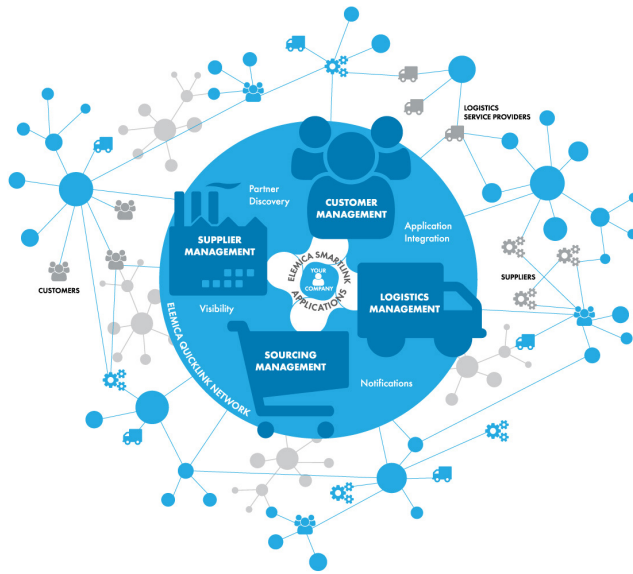 LOGISTICS
SERVICE PROVIDERS
Partner
Discovery
CUSTOMER
MANAGEMENT
Application
Integration
SUPPLIER
MANAGEMENT
ELEMICA SMARTLINK
APPLICATIONS
YOUR
COMPANY
CUSTOMERS
SUPPLIERS
Visibility
LOGISTICS
MANAGEMENT
SOURCING
MANAGEMENT
Notifications
ELEMICA QUICKLINK NETWORK